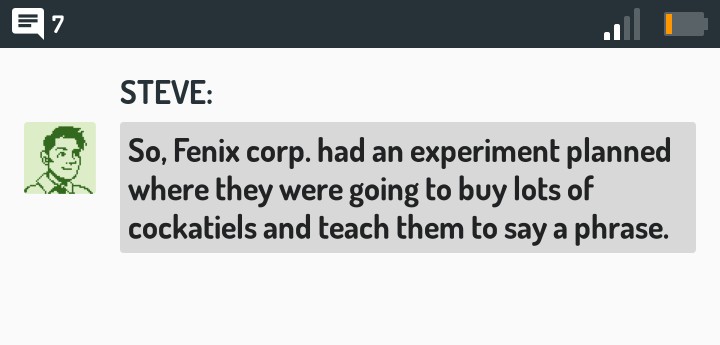 7
STEVE:
So, Fenix corp. had an experiment planned
where they were going to buy lots of
cockatiels and teach them to say a phrase.